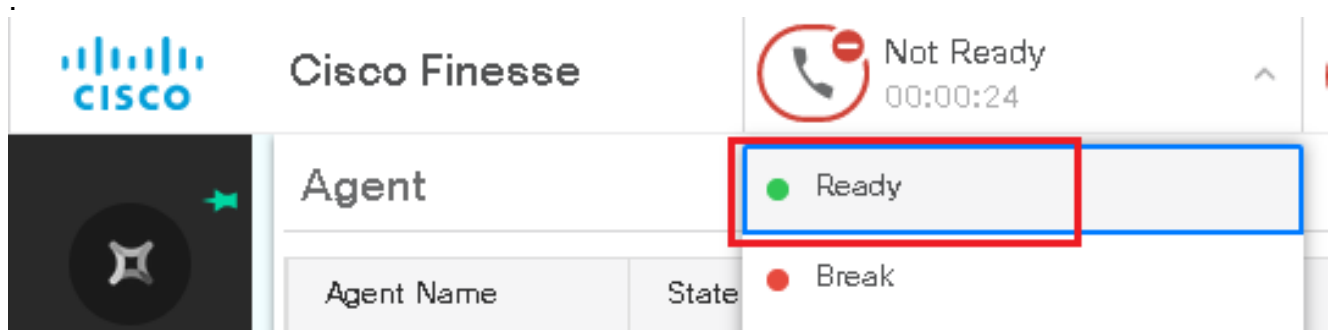 .
CISCO
Cisco Finesse
Not Ready
00:00:24
Agent
Ready
Break
Agent Name
State